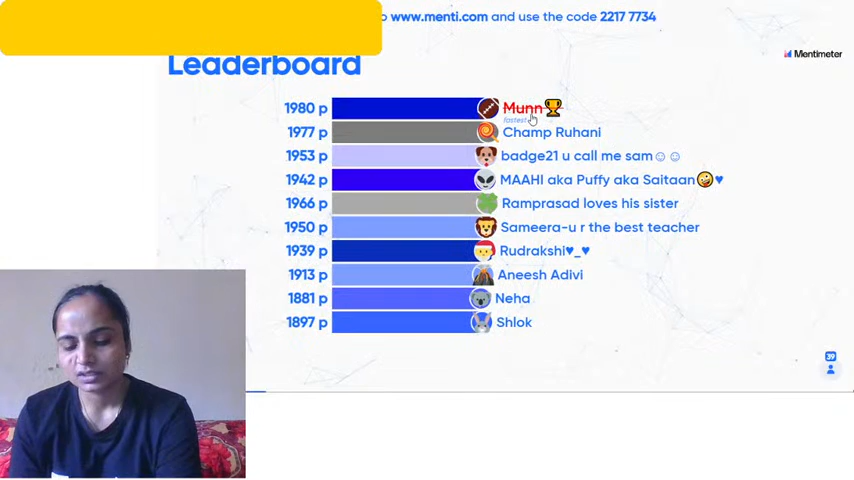 www.menti.com and use the code 2217 7734
Mentimeter
Leaderboard
1980 p Munn🏆
fastest
1977 p Champ Ruhani
1953 p badge21 u call me sam☺☺
1942 p MAAHI aka Puffy aka Saitaan🤪♥
1966 p Ramprasad loves his sister
1950 p Sameera-u r the best teacher
1939 p Rudrakshi♥_♥
1913 p Aneesh Adivi
1881 p Neha
1897 p Shlok
39